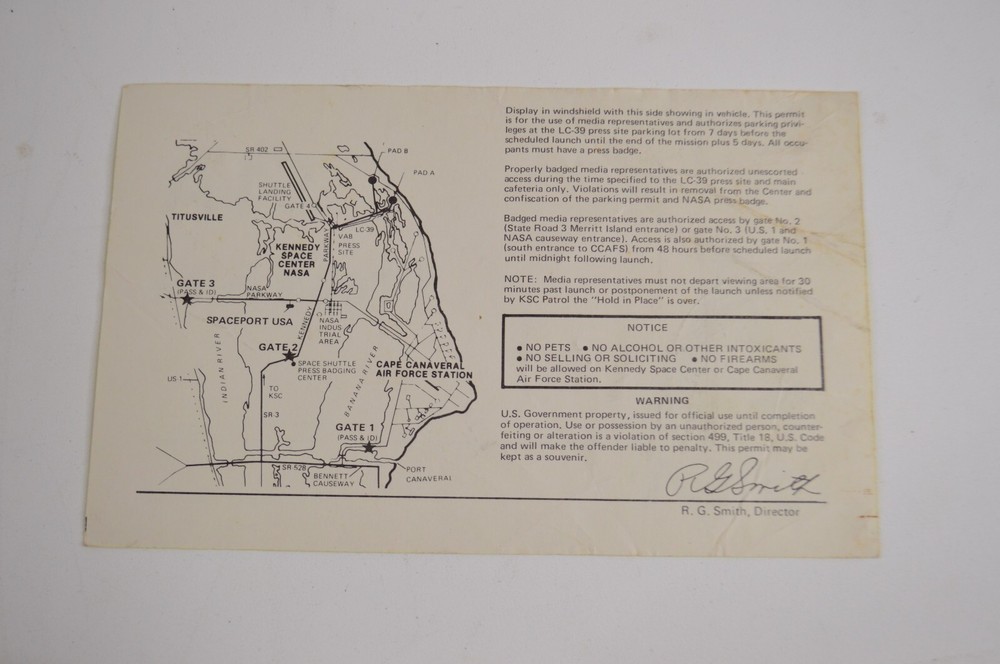 SR 402
PAD B
PAD A
SHUTTLE
LANDING
FACILITY
GATE 4
TITUSVILLE
LC-39
VAB
PRESS
SITE
PARKWAY
KENNEDY
SPACE
CENTER
NASA
GATE 3
(PASS & ID)
NASA
PARKWAY
SPACEPORT USA
KENNEDY
NASA
INDUS
TRIAL
AREA
GATE 2
SPACE SHUTTLE
PRESS BADGING
CENTER
CAPE CANAVERAL
AIR FORCE STATION
INDIAN RIVER
BANANA RIVER
US 1
TO
KSC
SR-3
GATE 1
(PASS & ID)
SR-528
BENNETT
CAUSEWAY
PORT
CANAVERAL
Display in windshield with this side showing in vehicle. This permit
is for the use of media representatives and authorizes parking privi-
leges at the LC-39 press site parking lot from 7 days before the
scheduled launch until the end of the mission plus 5 days. All occu-
pants must have a press badge.
Properly badged media representatives are authorized unescorted
access during the time specified to the LC-39 press site and main
cafeteria only. Violations will result in removal from the Center and
confiscation of the parking permit and NASA press badge.
Badged media representatives are authorized access by gate No. 2
(State Road 3 Merritt Island entrance) or gate No. 3 (U.S. 1 and
NASA causeway entrance). Access is also authorized by gate No. 1
(south entrance to CCAFS) from 48 hours before scheduled launch
until midnight following launch.
NOTE: Media representatives must not depart viewing area for 30
minutes past launch or postponement of the launch unless notified
by KSC Patrol the "Hold in Place" is over.
NOTICE
● NO PETS ● NO ALCOHOL OR OTHER INTOXICANTS
● NO SELLING OR SOLICITING ● NO FIREARMS
will be allowed on Kennedy Space Center or Cape Canaveral
Air Force Station.
WARNING
U.S. Government property, issued for official use until completion
of operation. Use or possession by an unauthorized person, counter-
feiting or alteration is a violation of section 499, Title 18, U.S. Code
and will make the offender liable to penalty. This permit may be
kept as a souvenir.
R G Smith
R. G. Smith, Director